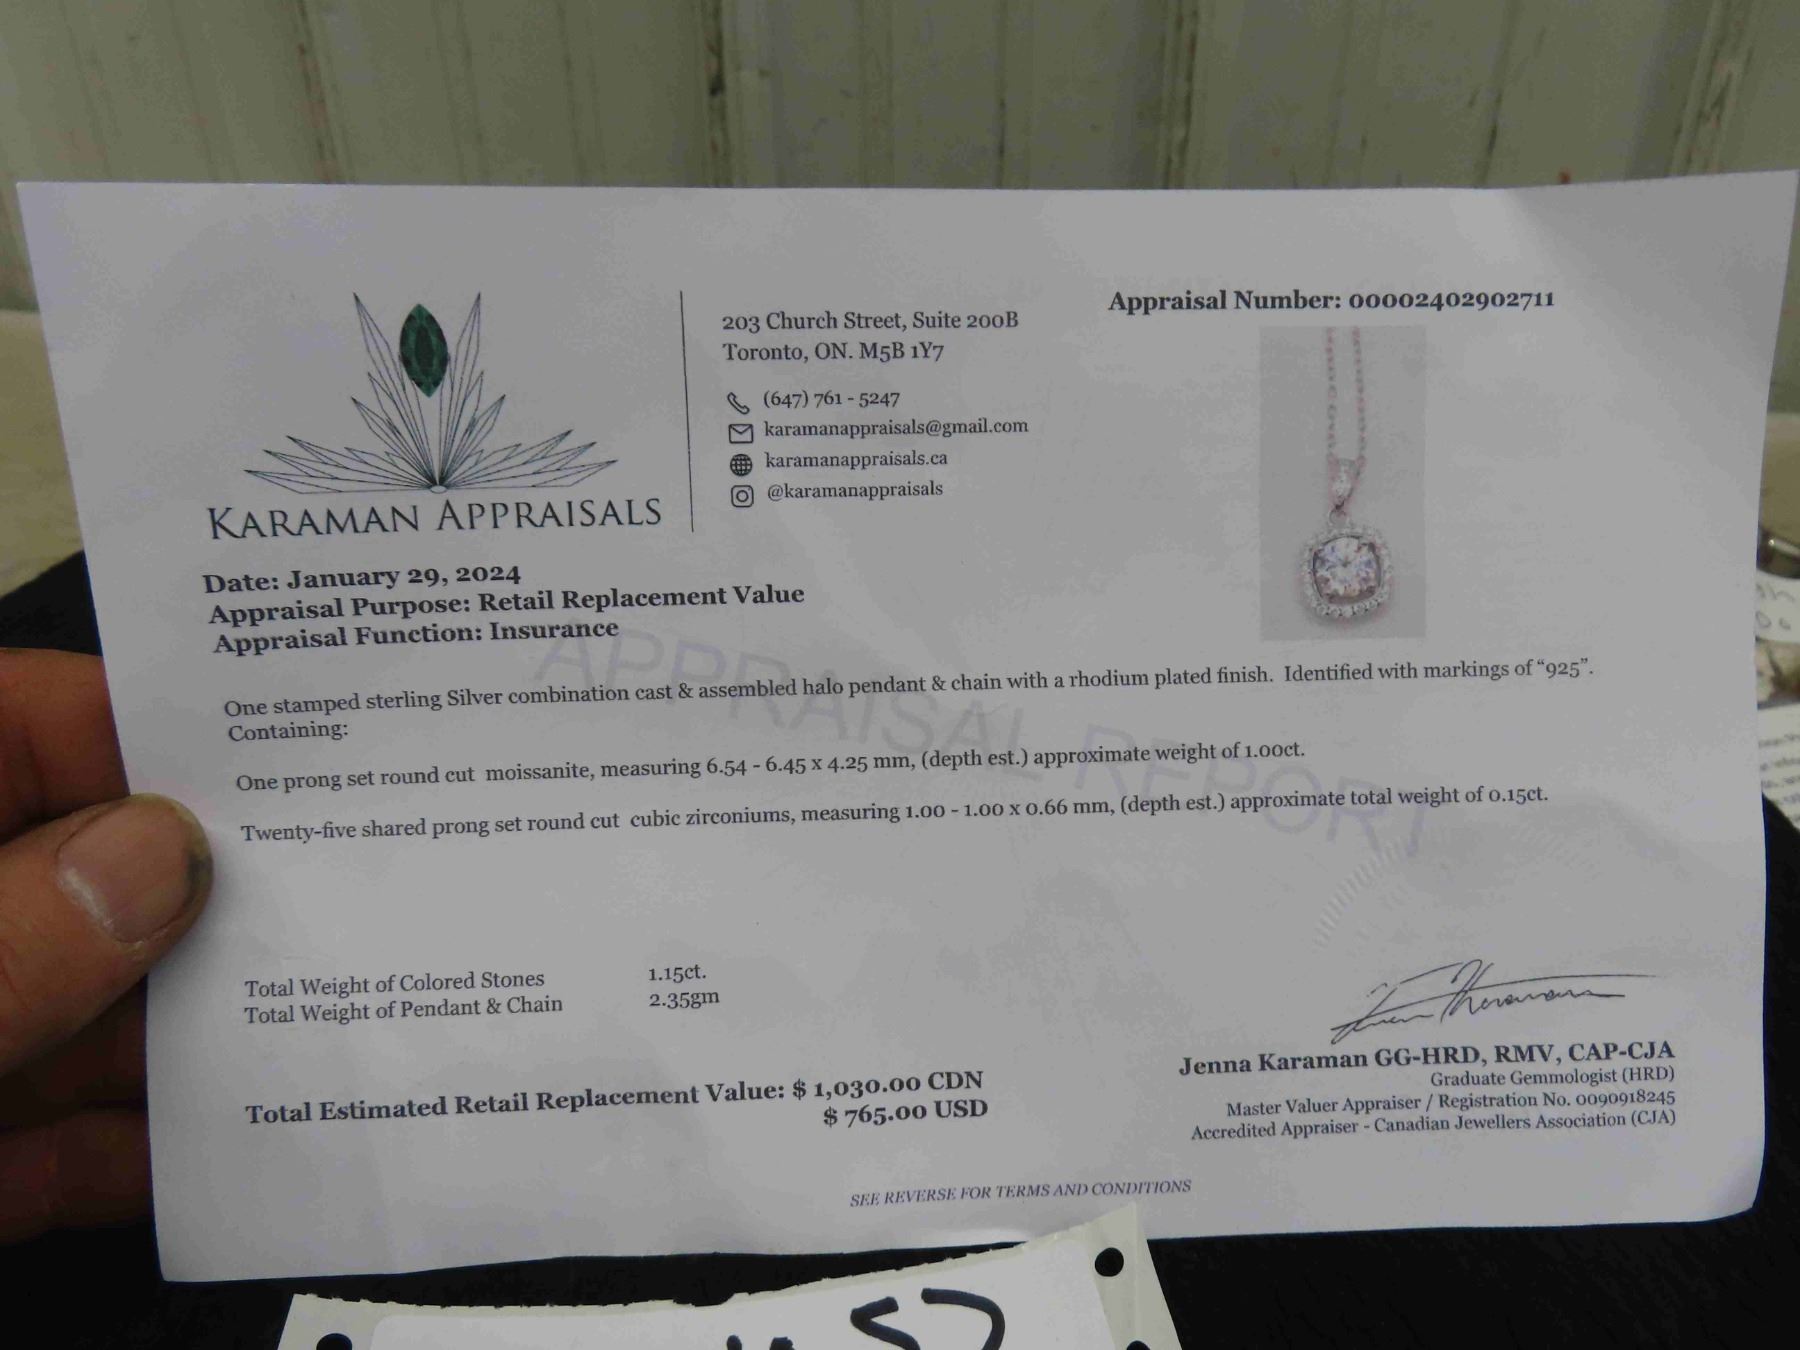 KARAMAN APPRAISALS
203 Church Street, Suite 200B
Toronto, ON. M5B 1Y7
(647) 761 - 5247
karamanappraisals@gmail.com
karamanappraisals.ca
@karamanappraisals
Appraisal Number: 00002402902711
Date: January 29, 2024
Appraisal Purpose: Retail Replacement Value
Appraisal Function: Insurance
APPRAISAL REPORT
One stamped sterling Silver combination cast & assembled halo pendant & chain with a rhodium plated finish. Identified with markings of “925”.
Containing:
One prong set round cut moissanite, measuring 6.54 - 6.45 x 4.25 mm, (depth est.) approximate weight of 1.00ct.
Twenty-five shared prong set round cut cubic zirconiums, measuring 1.00 - 1.00 x 0.66 mm, (depth est.) approximate total weight of 0.15ct.
Total Weight of Colored Stones 1.15ct.
Total Weight of Pendant & Chain 2.35gm
Total Estimated Retail Replacement Value: $ 1,030.00 CDN
$ 765.00 USD
Jenna Karaman GG-HRD, RMV, CAP-CJA
Graduate Gemmologist (HRD)
Master Valuer Appraiser / Registration No. 0090918245
Accredited Appraiser - Canadian Jewellers Association (CJA)
SEE REVERSE FOR TERMS AND CONDITIONS